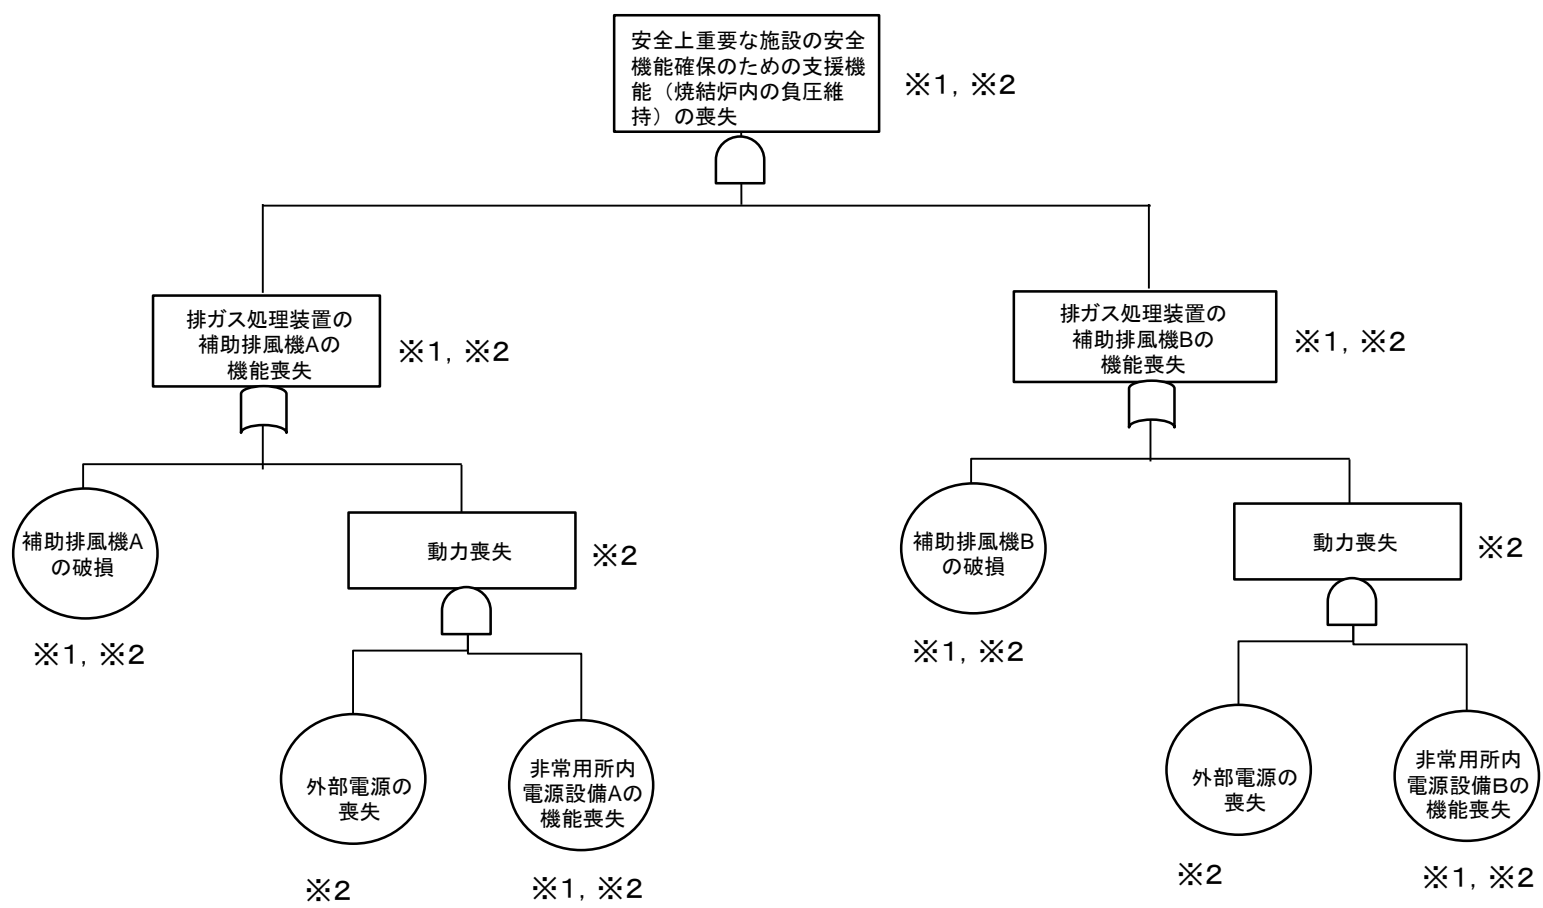 安全上重要な施設の安全
機能確保のための支援機
能（焼結炉内の負圧維
持）の喪失
※1，※2
排ガス処理装置の
補助排風機Aの
機能喪失
※1，※2
排ガス処理装置の
補助排風機Bの
機能喪失
※1，※2
補助排風機A
の破損
※1，※2
動力喪失
※2
補助排風機B
の破損
※1，※2
動力喪失
※2
外部電源の
喪失
※2
非常用所内
電源設備Aの
機能喪失
※1，※2
外部電源の
喪失
※2
非常用所内
電源設備Bの
機能喪失
※1，※2